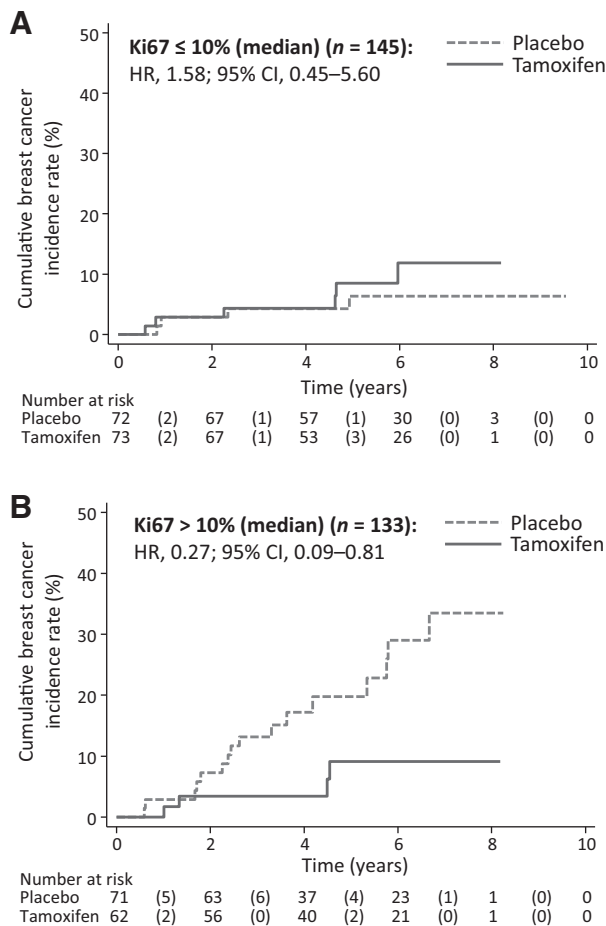 A
Ki67 ≤ 10% (median) (n = 145):
HR, 1.58; 95% CI, 0.45–5.60
Placebo
Tamoxifen
Cumulative breast cancer
incidence rate (%)
50
40
30
20
10
0
0 2 4 6 8 10
Time (years)
Number at risk
Placebo 72 (2) 67 (1) 57 (1) 30 (0) 3 (0) 0
Tamoxifen 73 (2) 67 (1) 53 (3) 26 (0) 1 (0) 0
B
Ki67 > 10% (median) (n = 133):
HR, 0.27; 95% CI, 0.09–0.81
Placebo
Tamoxifen
Cumulative breast cancer
incidence rate (%)
50
40
30
20
10
0
0 2 4 6 8 10
Time (years)
Number at risk
Placebo 71 (5) 63 (6) 37 (4) 23 (1) 1 (0) 0
Tamoxifen 62 (2) 56 (0) 40 (2) 21 (0) 1 (0) 0